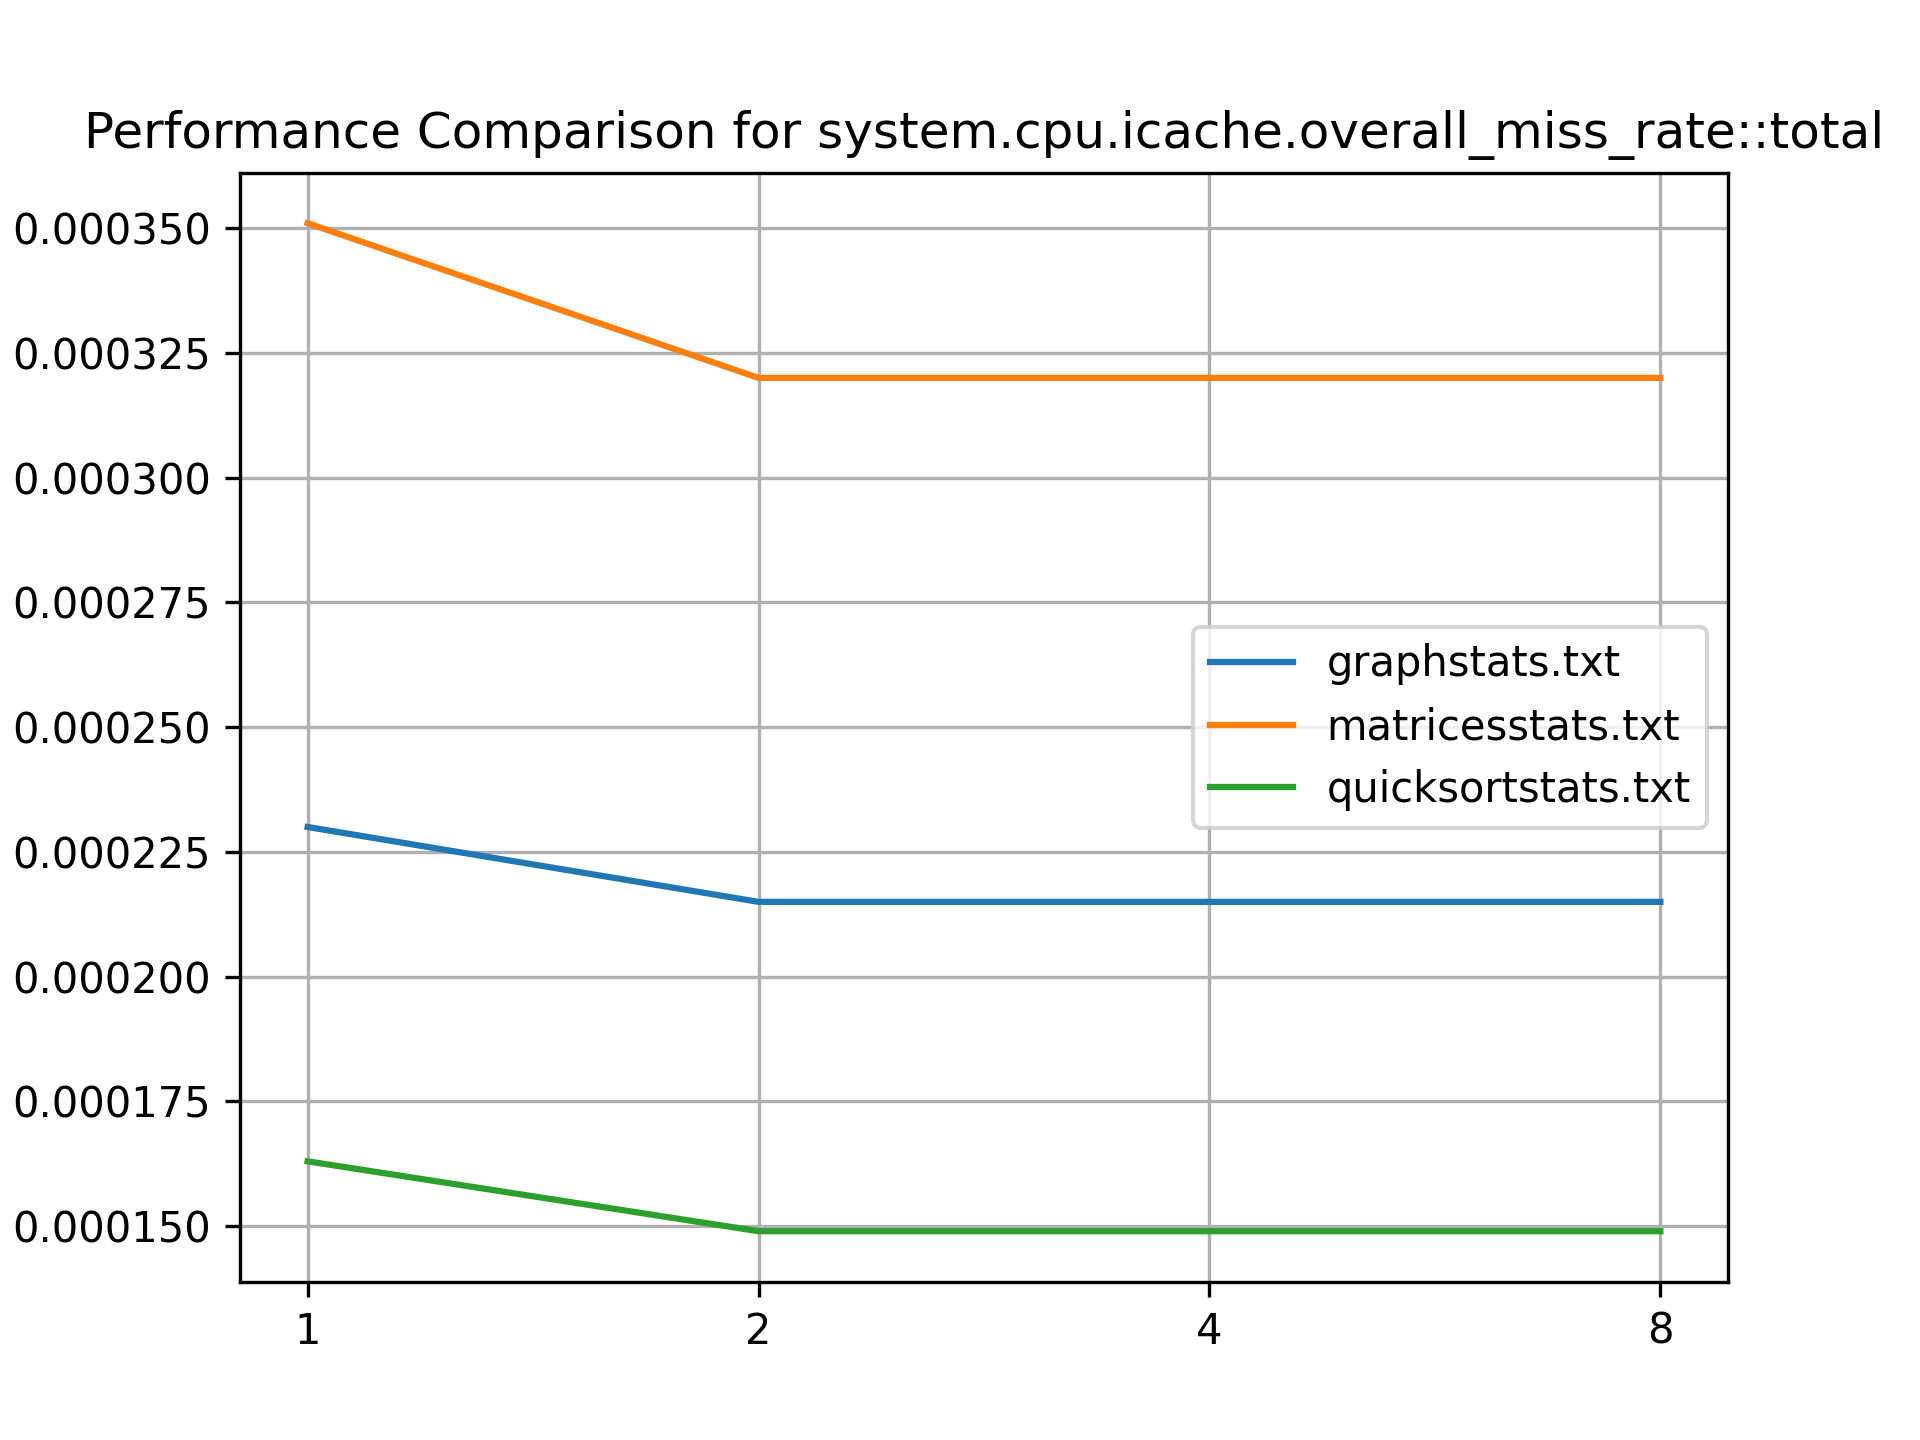 Performance Comparison for system.cpu.icache.overall_miss_rate::total
0.000350
0.000325
0.000300
0.000275
0.000250
0.000225
0.000200
0.000175
0.000150
graphstats.txt
matricesstats.txt
quicksortstats.txt
1 2 4 8